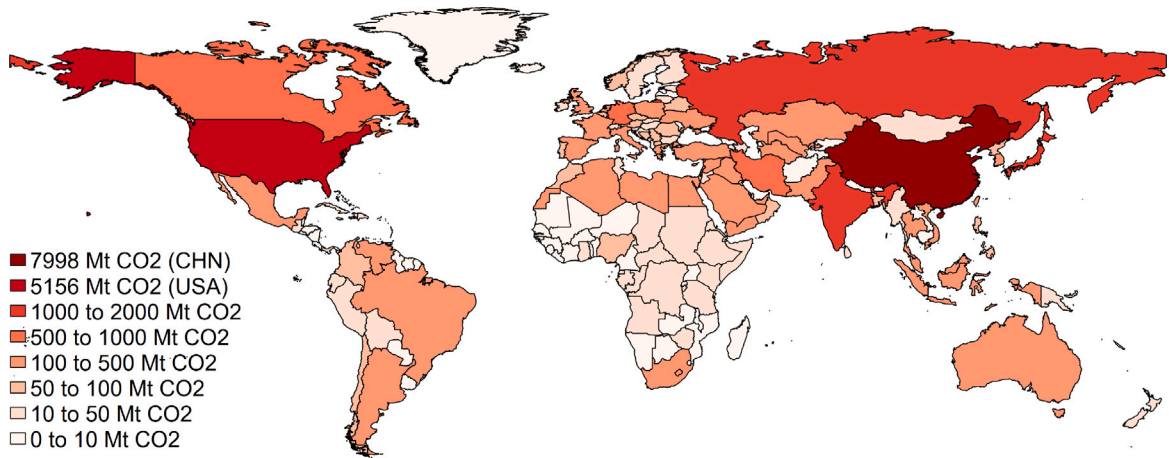 7998 Mt CO2 (CHN)
5156 Mt CO2 (USA)
1000 to 2000 Mt CO2
500 to 1000 Mt CO2
100 to 500 Mt CO2
50 to 100 Mt CO2
10 to 50 Mt CO2
0 to 10 Mt CO2